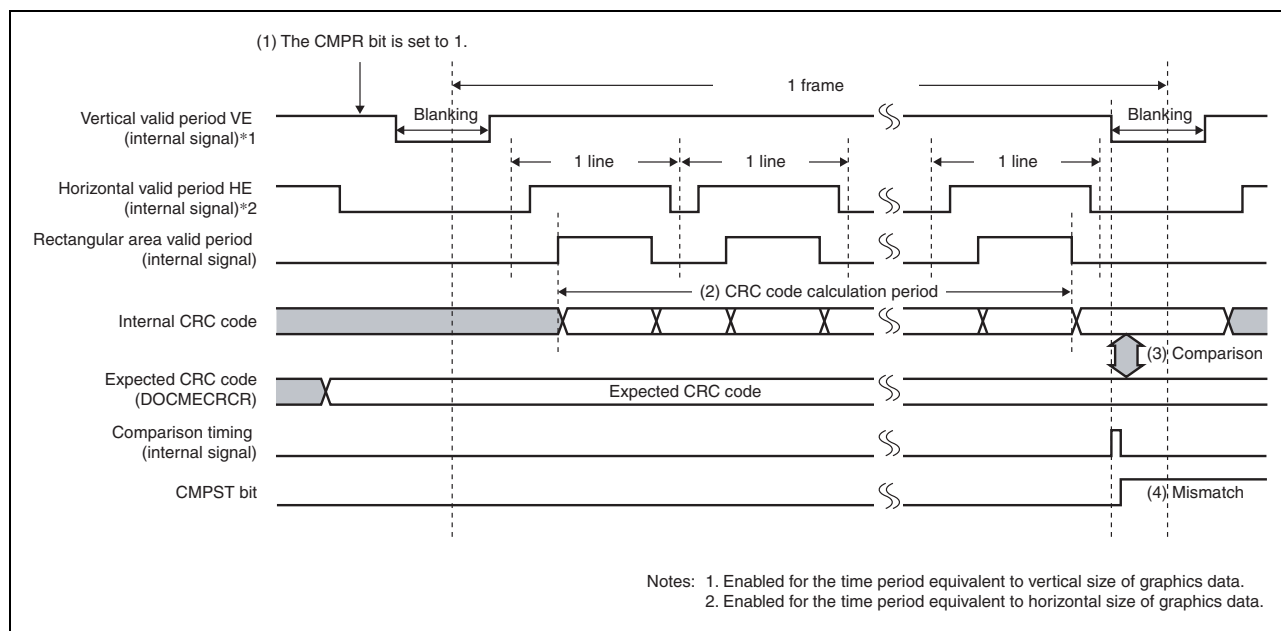 (1) The CMPR bit is set to 1.
1 frame
Vertical valid period VE
(internal signal)*1
Blanking
Blanking
1 line
1 line
1 line
Horizontal valid period HE
(internal signal)*2
Rectangular area valid period
(internal signal)
(2) CRC code calculation period
Internal CRC code
(3) Comparison
Expected CRC code
(DOCMECRCR)
Expected CRC code
Comparison timing
(internal signal)
CMPST bit
(4) Mismatch
Notes: 1. Enabled for the time period equivalent to vertical size of graphics data.
2. Enabled for the time period equivalent to horizontal size of graphics data.